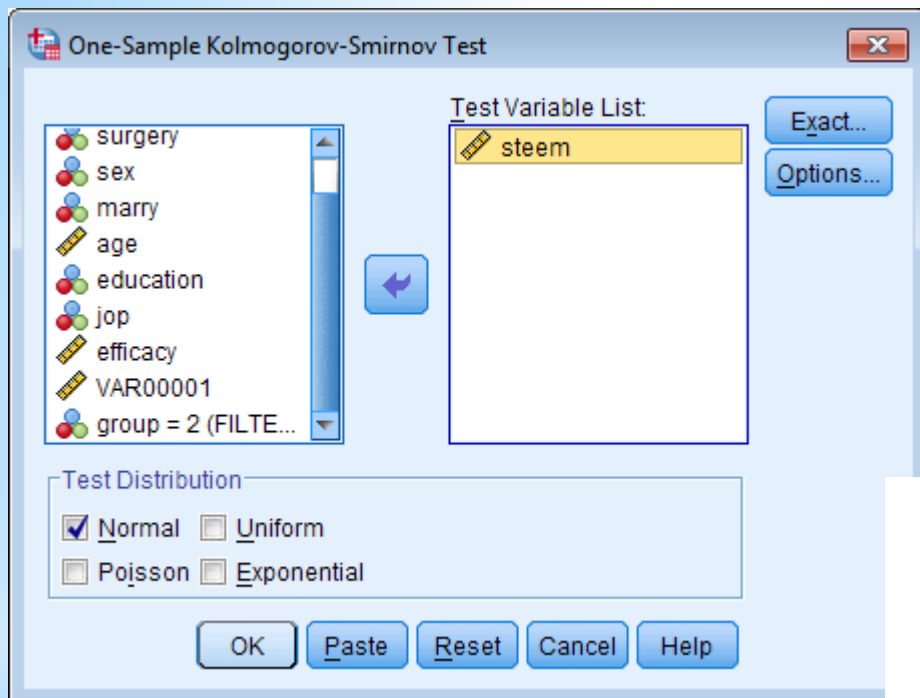 One-Sample Kolmogorov-Smirnov Test
surgery
sex
marry
age
education
jop
efficacy
VAR00001
group = 2 (FILTE...
Test Variable List:
steem
Exact...
Options...
Test Distribution
Normal Uniform
Poisson Exponential
OK Paste Reset Cancel Help